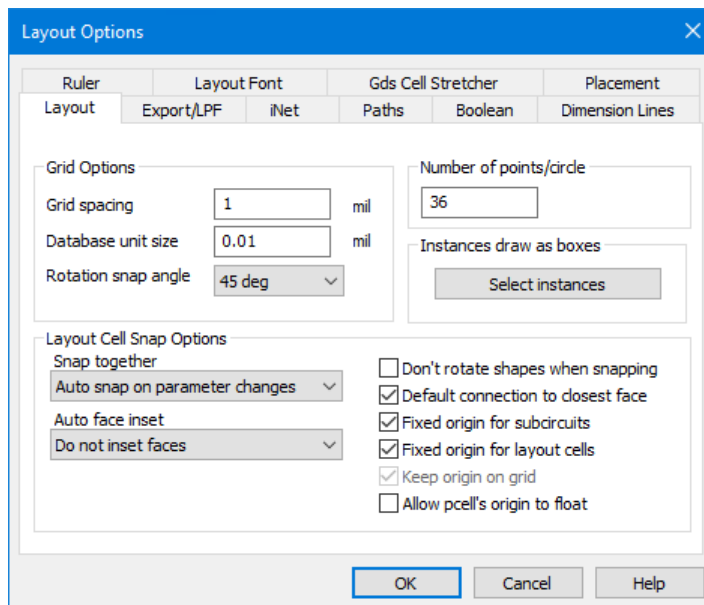 Layout Options
Ruler Layout Font Gds Cell Stretcher Placement
Layout Export/LPF iNet Paths Boolean Dimension Lines
Grid Options
Grid spacing 1 mil
Database unit size 0.01 mil
Rotation snap angle 45 deg
Number of points/circle
36
Instances draw as boxes
Select instances
Layout Cell Snap Options
Snap together
Auto snap on parameter changes
Auto face inset
Do not inset faces
Don't rotate shapes when snapping
Default connection to closest face
Fixed origin for subcircuits
Fixed origin for layout cells
Keep origin on grid
Allow pcell's origin to float
OK Cancel Help